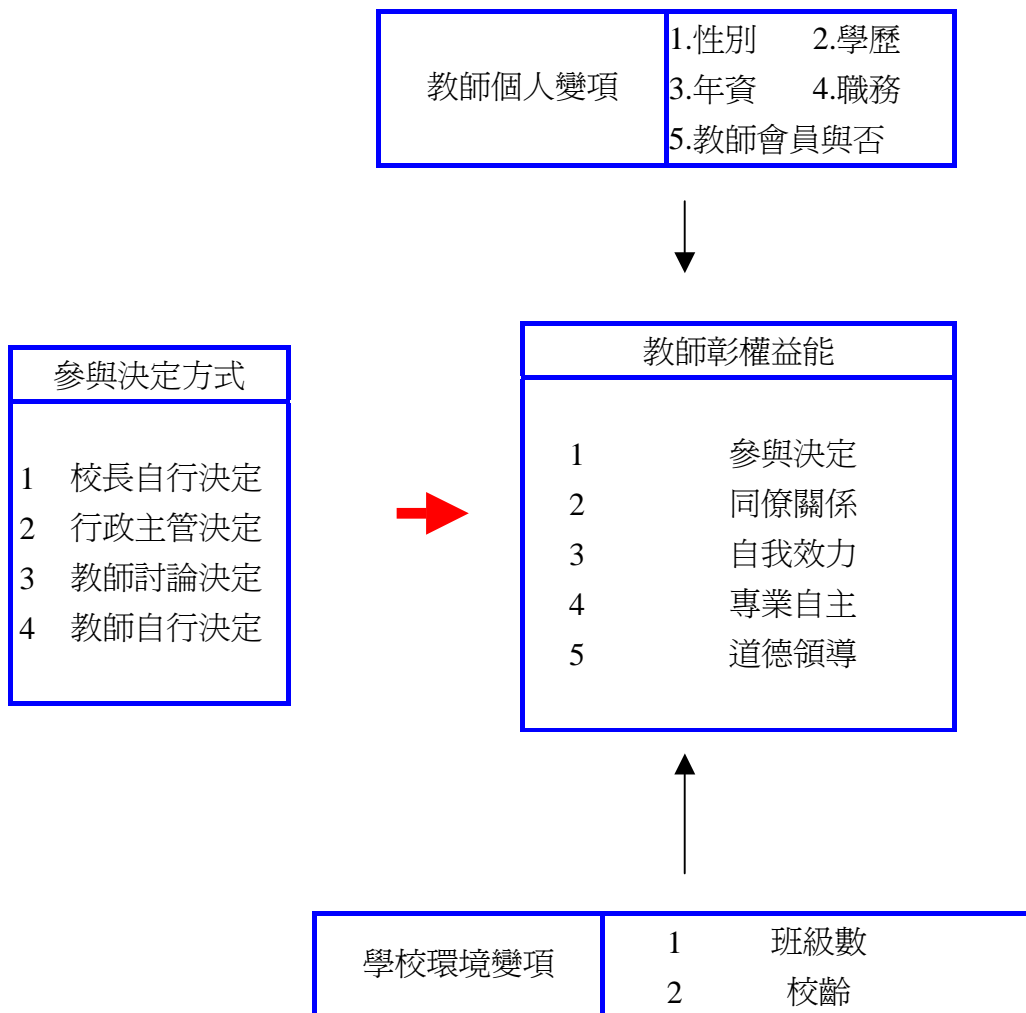 教師個人變項
1.性別 2.學歷
3.年資 4.職務
5.教師會員與否
參與決定方式
1 校長自行決定
2 行政主管決定
3 教師討論決定
4 教師自行決定
教師彰權益能
1 參與決定
2 同僚關係
3 自我效力
4 專業自主
5 道德領導
學校環境變項
1 班級數
2 校齡